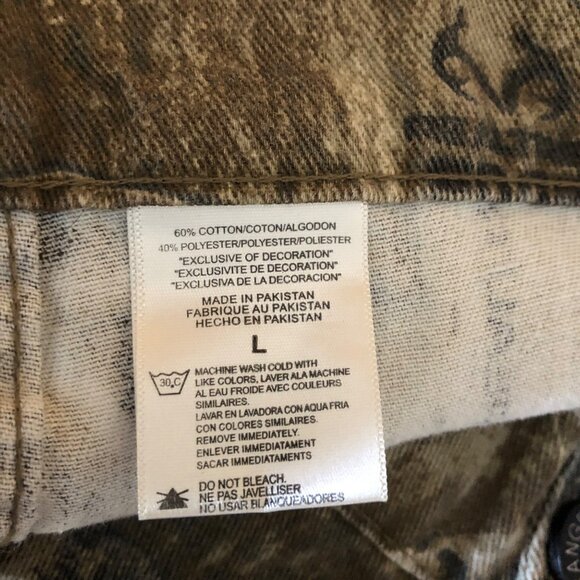 60% COTTON/COTON/ALGODON
40% POLYESTER/POLYESTER/POLIESTER
"EXCLUSIVE OF DECORATION"
"EXCLUSIVITE DE DECORATION"
"EXCLUSIVA DE LA DECORACION"
MADE IN PAKISTAN
FABRIQUE AU PAKISTAN
HECHO EN PAKISTAN
L
30.C
MACHINE WASH COLD WITH
LIKE COLORS, LAVER ALA MACHINE
AL EAU FROIDE AVEC COULEURS
SIMILAIRES.
LAVAR EN LAVADORA CON AQUA FRIA
CON COLORES SIMILAR.
REMOVE IMMEDIATELY.
ENLEVER IMMEDIATAMENT
SACAR IMMEDIATAMENTS
DO NOT BLEACH.
NE PAS JAVELLISER
NO USAR BLANQUEADORES